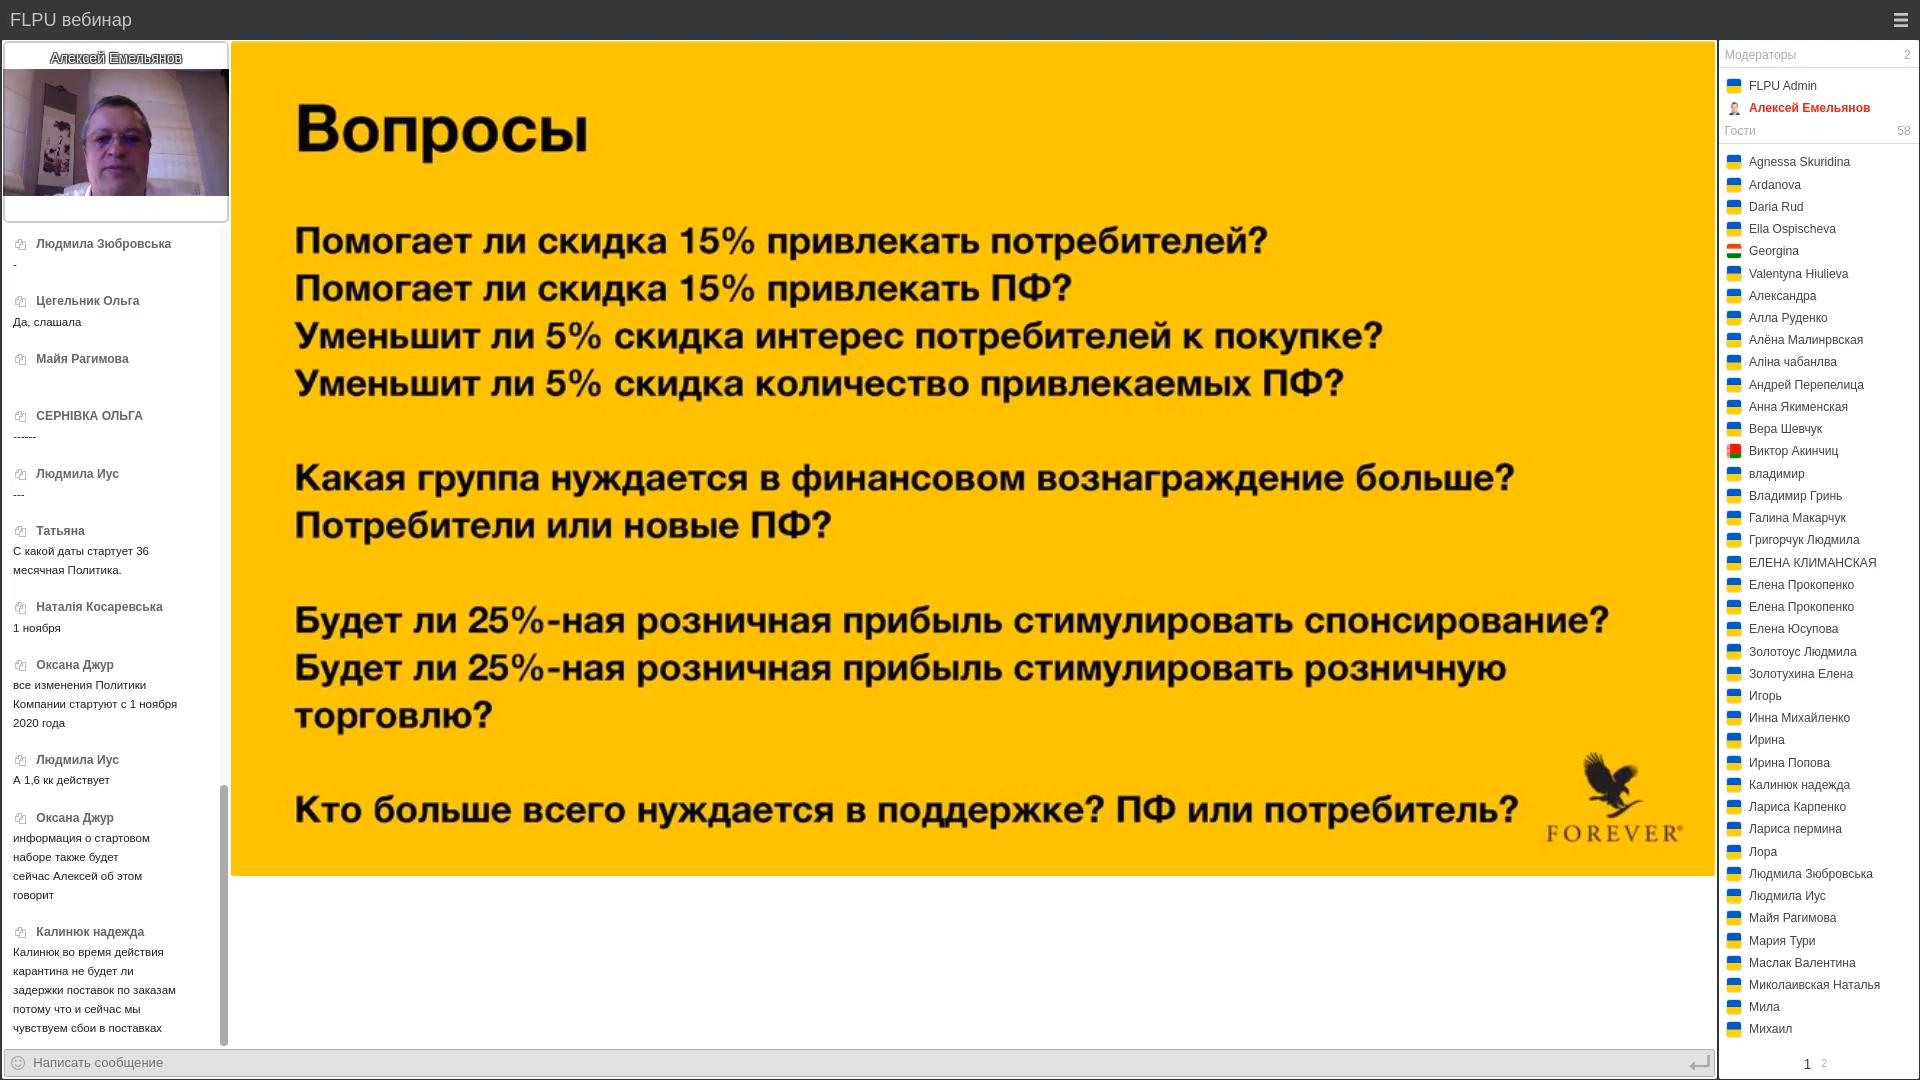 FLPU вебинар
Алексей Емельянов
Людмила Зюбровська
-
Цегельник Ольга
Да, слашала
Майя Рагимова
СЕРНІВКА ОЛЬГА
------
Людмила Иус
---
Татьяна
С какой даты стартует 36
месячная Политика.
Наталія Косаревська
1 ноября
Оксана Джур
все изменения Политики
Компании стартуют с 1 ноября
2020 года
Людмила Иус
А 1,6 кк действует
Оксана Джур
информация о стартовом
наборе также будет
сейчас Алексей об этом
говорит
Калинюк надежда
Калинюк во время действия
карантина не будет ли
задержки поставок по заказам
потому что и сейчас мы
чувствуем сбои в поставках
Написать сообщение
Вопросы
Помогает ли скидка 15% привлекать потребителей?
Помогает ли скидка 15% привлекать ПФ?
Уменьшит ли 5% скидка интерес потребителей к покупке?
Уменьшит ли 5% скидка количество привлекаемых ПФ?
Какая группа нуждается в финансовом вознаграждение больше?
Потребители или новые ПФ?
Будет ли 25%-ная розничная прибыль стимулировать спонсирование?
Будет ли 25%-ная розничная прибыль стимулировать розничную
торговлю?
Кто больше всего нуждается в поддержке? ПФ или потребитель?
FOREVER®
Модераторы 2
FLPU Admin
Алексей Емельянов
Гости 58
Agnessa Skuridina
Ardanova
Daria Rud
Ella Ospischeva
Georgina
Valentyna Hiulieva
Александра
Алла Руденко
Алёна Малинрвская
Аліна чабанлва
Андрей Перепелица
Анна Якименская
Вера Шевчук
Виктор Акинчиц
владимир
Владимир Гринь
Галина Макарчук
Григорчук Людмила
ЕЛЕНА КЛИМАНСКАЯ
Елена Прокопенко
Елена Прокопенко
Елена Юсупова
Золотоус Людмила
Золотухина Елена
Игорь
Инна Михайленко
Ирина
Ирина Попова
Калинюк надежда
Лариса Карпенко
Лариса пермина
Лора
Людмила Зюбровська
Людмила Иус
Майя Рагимова
Мария Тури
Маслак Валентина
Миколаивская Наталья
Мила
Михаил
1 2